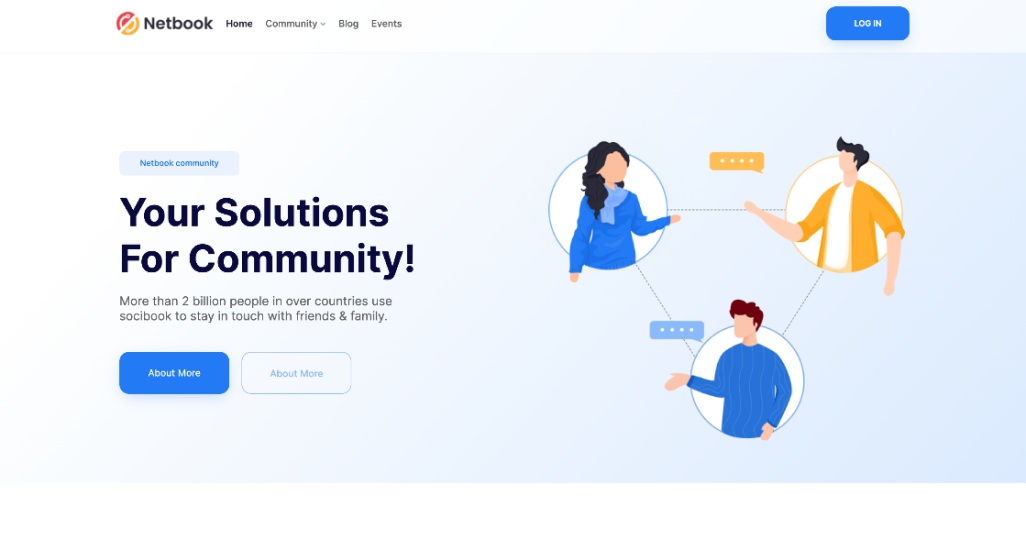 Netbook
Home
Community
Blog
Events
LOG IN
Netbook community
Your Solutions
For Community!
More than 2 billion people in over countries use
socibook to stay in touch with friends & family.
About More
About More